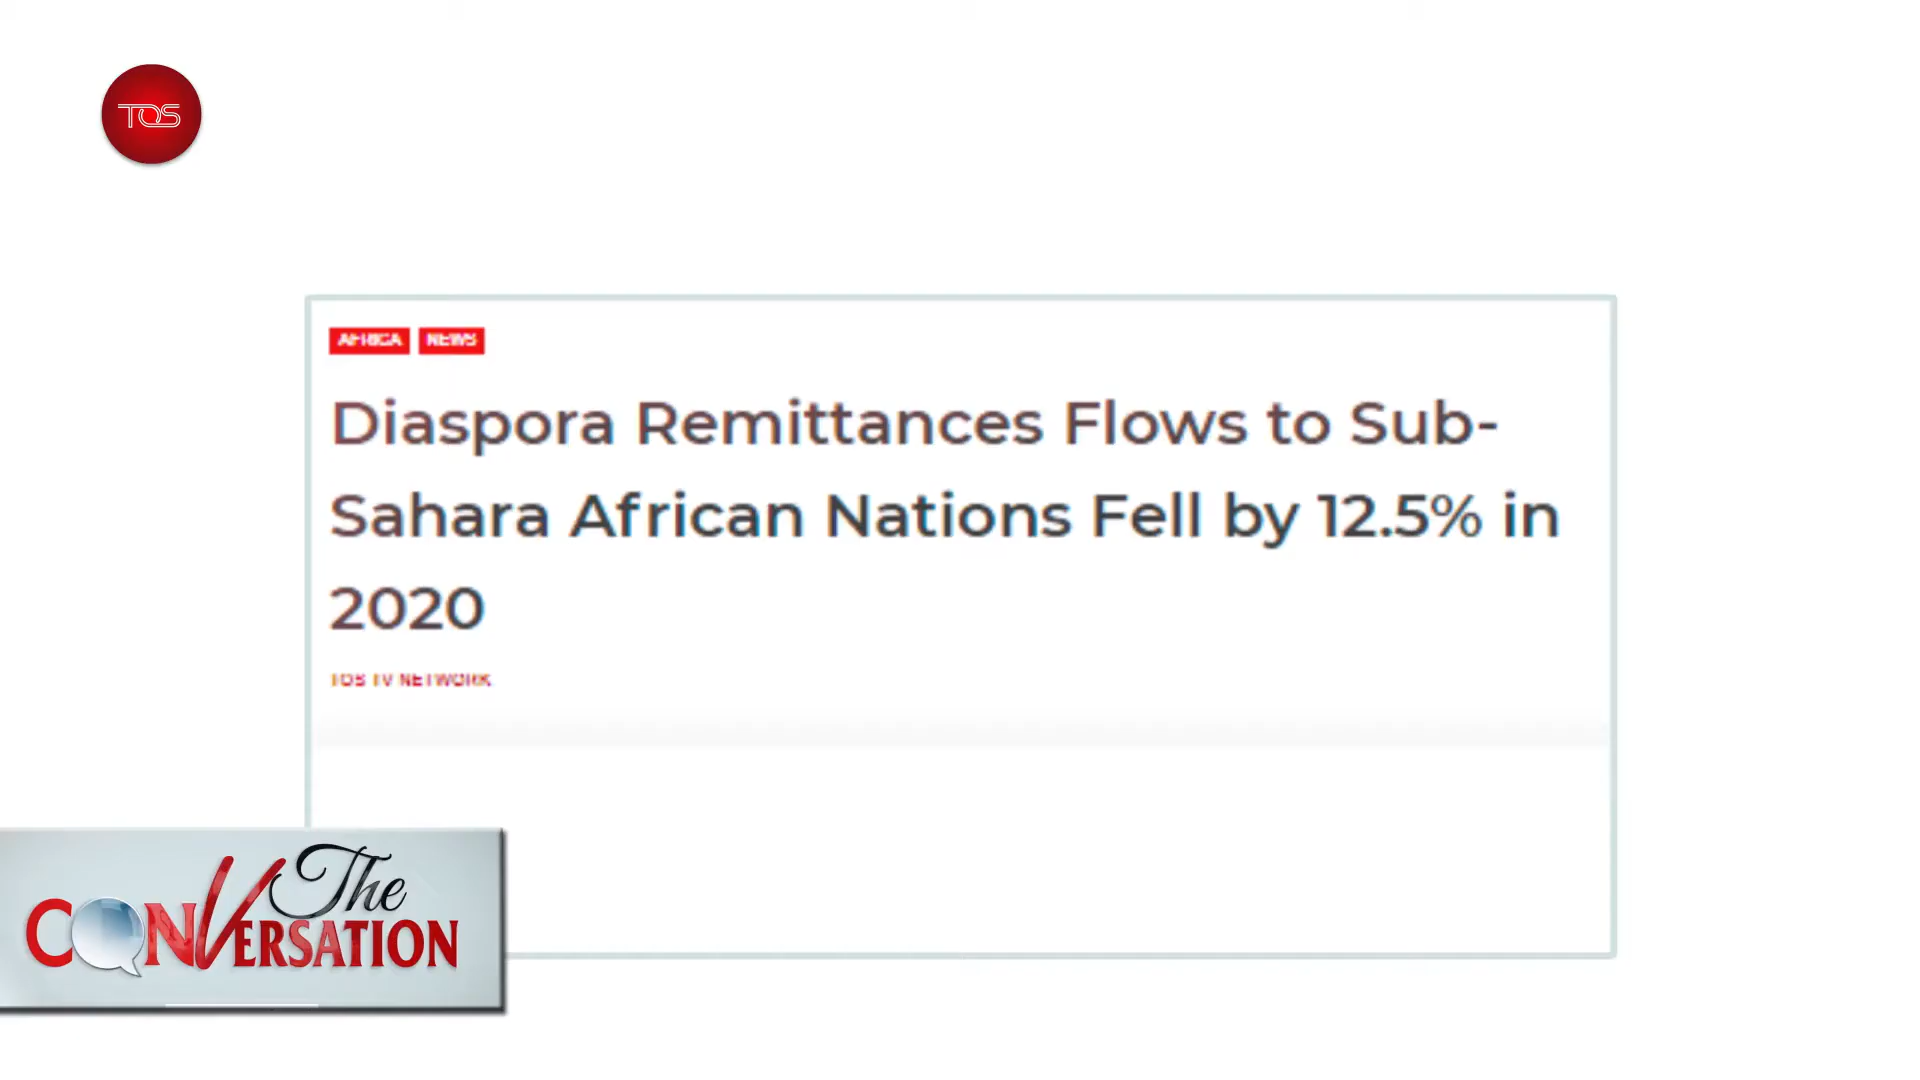 TOS
AFRICA NEWS
Diaspora Remittances Flows to Sub-
Sahara African Nations Fell by 12.5% in
2020
TOS TV NETWORK
The
CONVERSATION